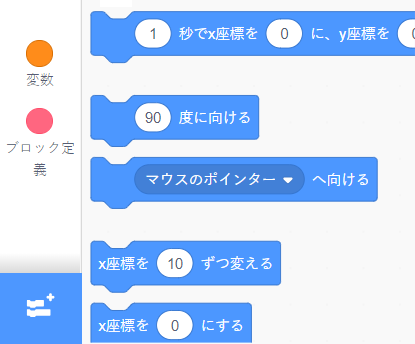 1 秒でx座標を 0 に、y座標を
変数
90 度に向ける
ブロック定
義
マウスのポインター へ向ける
x座標を 10 ずつ変える
x座標を 0 にする